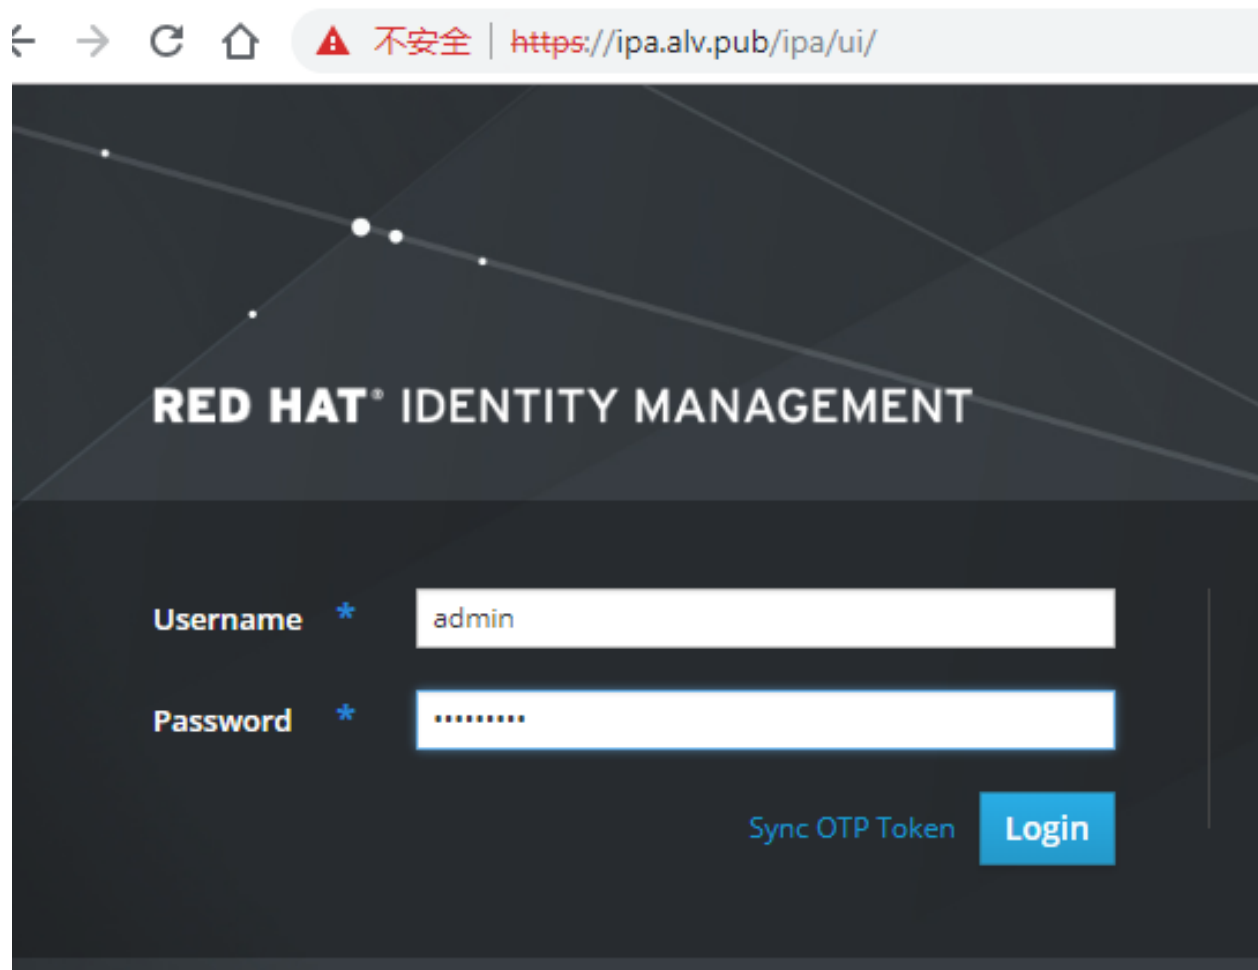 不安全 | https://ipa.alv.pub/ipa/ui/
RED HAT® IDENTITY MANAGEMENT
Username * admin
Password * •••••••••
Sync OTP Token Login